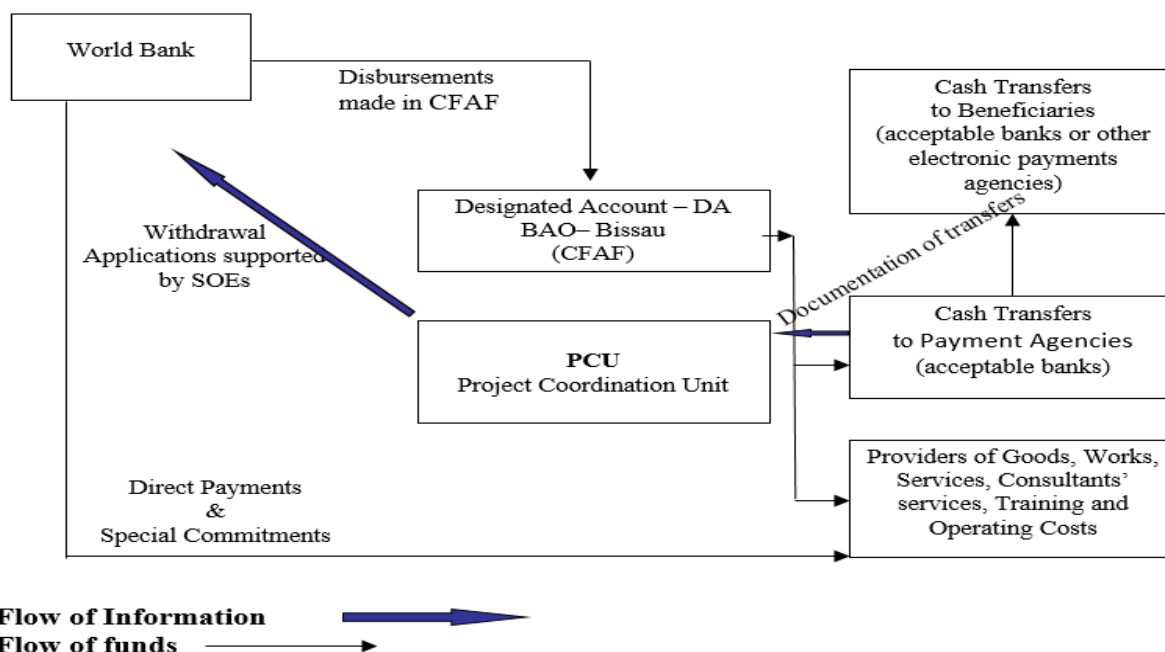 World Bank
Disbursements
made in CFAF
Cash Transfers
to Beneficiaries
(acceptable banks or other
electronic payments
agencies)
Designated Account – DA
BAO– Bissau
(CFAF)
Withdrawal
Applications supported
by SOEs
Documentation of transfers
Cash Transfers
to Payment Agencies
(acceptable banks)
PCU
Project Coordination Unit
Providers of Goods, Works,
Services, Consultants’
services, Training and
Operating Costs
Direct Payments
&
Special Commitments
Flow of Information
Flow of funds